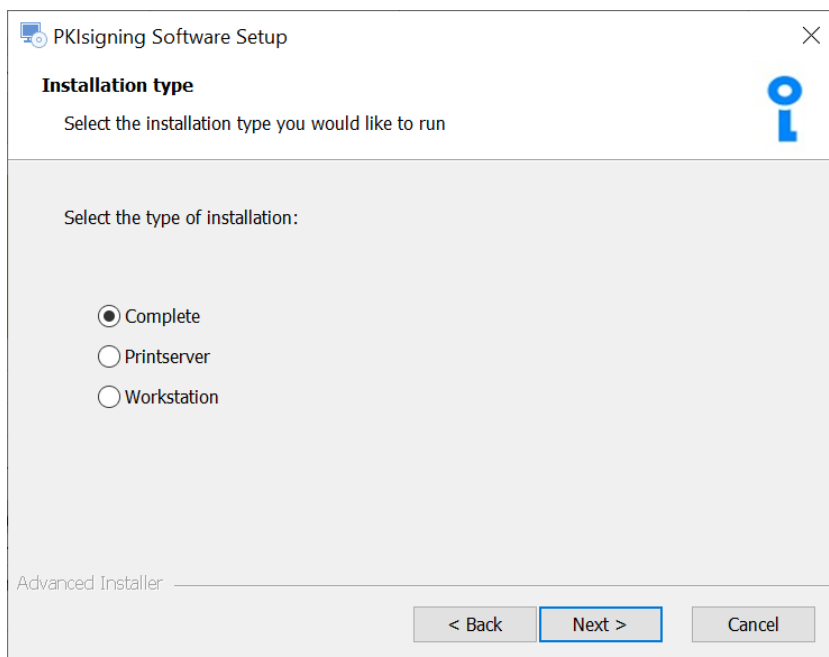 PKIsigning Software Setup
Installation type
Select the installation type you would like to run
Select the type of installation:
Complete
Printserver
Workstation
Advanced Installer
< Back Next > Cancel